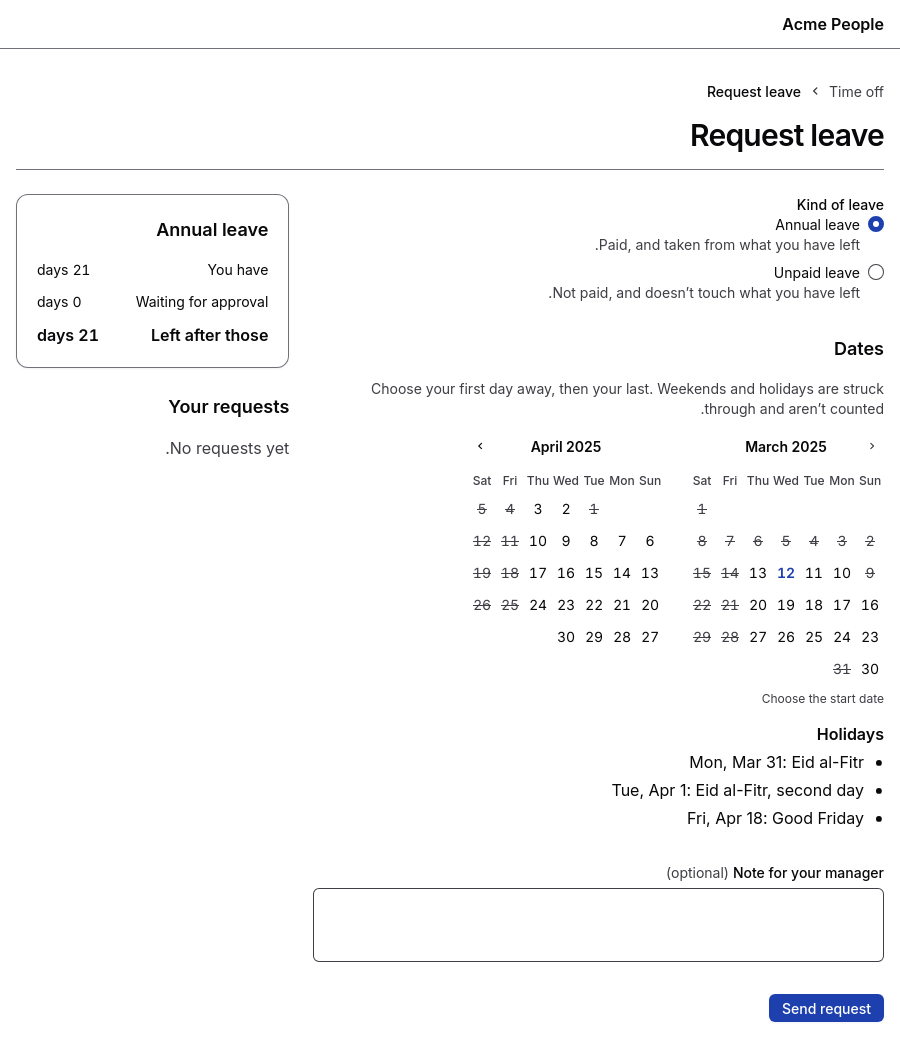 Acme People
Request leave ‹ Time off
Request leave
Kind of leave
Annual leave
.Paid, and taken from what you have left
Unpaid leave
.Not paid, and doesn’t touch what you have left
Dates
Choose your first day away, then your last. Weekends and holidays are struck
.through and aren’t counted
March 2025
Sat Fri Thu Wed Tue Mon Sun
1
8 7 6 5 4 3 2
15 14 13 12 11 10 9
22 21 20 19 18 17 16
29 28 27 26 25 24 23
31 30
April 2025
Sat Fri Thu Wed Tue Mon Sun
5 4 3 2 1
12 11 10 9 8 7 6
19 18 17 16 15 14 13
26 25 24 23 22 21 20
30 29 28 27
Choose the start date
Holidays
Mon, Mar 31: Eid al-Fitr
Tue, Apr 1: Eid al-Fitr, second day
Fri, Apr 18: Good Friday
(optional) Note for your manager
Send request
Annual leave
days 21 You have
days 0 Waiting for approval
days 21 Left after those
Your requests
.No requests yet